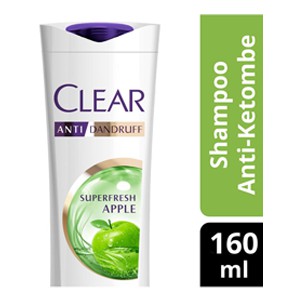 CLEAR
ANTI DANDRUFF
SUPERFRESH
APPLE
Shampoo
Anti-Ketombe
160
ml